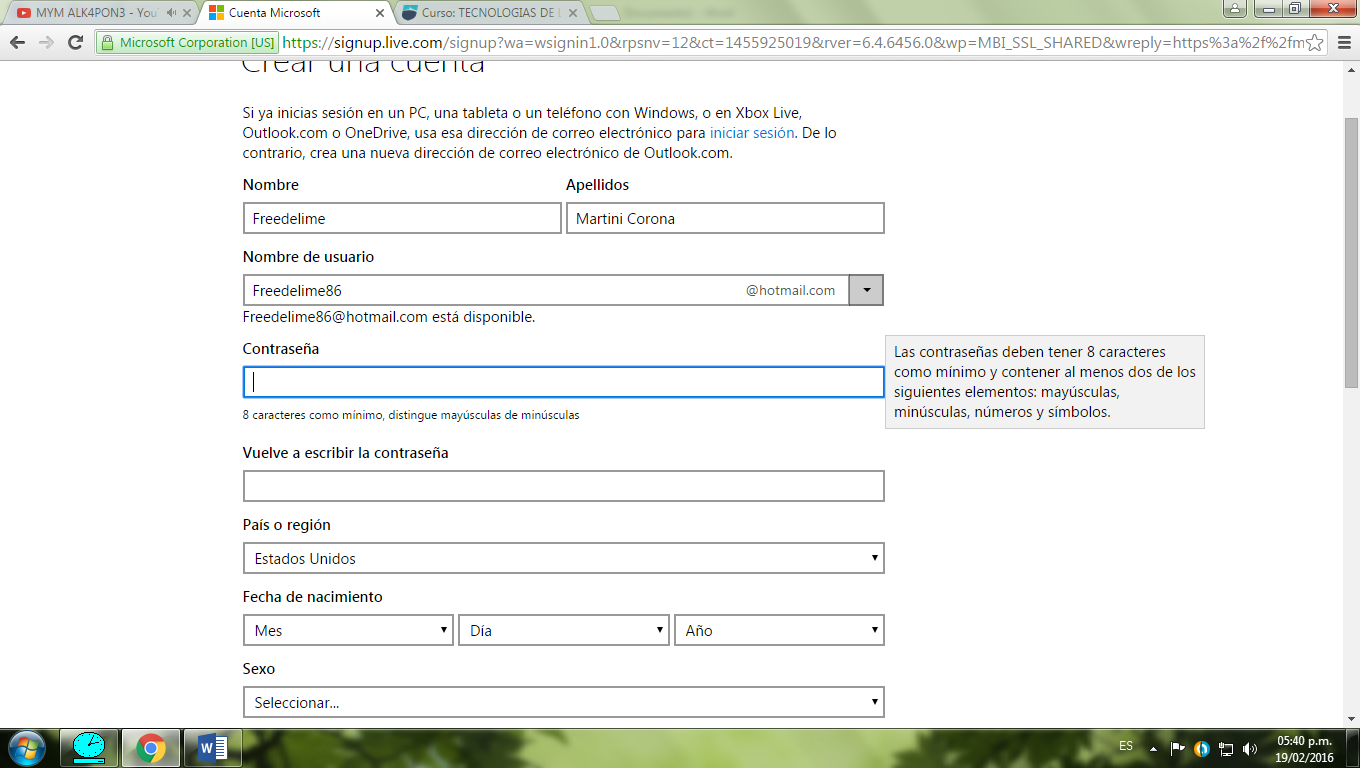 MYM ALK4PON3 - You
Cuenta Microsoft
Curso: TECNOLOGIAS DE
Microsoft Corporation [US]
https://signup.live.com/signup?wa=wsignin1.0&rpsnv=12&ct=1455925019&rver=6.4.6456.0&wp=MBI_SSL_SHARED&wreply=https%3a%2f%2fm
Crear una cuenta
Si ya inicias sesión en un PC, una tableta o un teléfono con Windows, o en Xbox Live,
Outlook.com o OneDrive, usa esa dirección de correo electrónico para iniciar sesión. De lo
contrario, crea una nueva dirección de correo electrónico de Outlook.com.
Nombre
Apellidos
Freedelime
Martini Corona
Nombre de usuario
Freedelime86
@hotmail.com
Freedelime86@hotmail.com está disponible.
Contraseña
Las contraseñas deben tener 8 caracteres
como mínimo y contener al menos dos de los
siguientes elementos: mayúsculas,
minúsculas, números y símbolos.
8 caracteres como mínimo, distingue mayúsculas de minúsculas
Vuelve a escribir la contraseña
País o región
Estados Unidos
Fecha de nacimiento
Mes
Día
Año
Sexo
Seleccionar...
ES
05:40 p.m.
19/02/2016